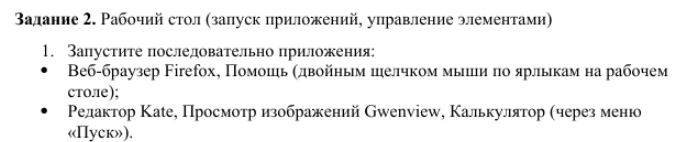 Задание 2. Рабочий стол (запуск приложений, управление элементами)
1. Запустите последовательно приложения:
• Веб-браузер Firefox, Помощь (двойным щелчком мыши по ярлыкам на рабочем
столе);
• Редактор Kate, Просмотр изображений Gwenview, Калькулятор (через меню
«Пуск»).